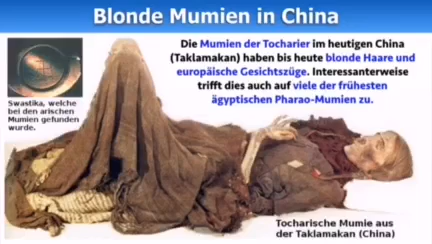 Blonde Mumien in China
Die Mumien der Tocharier im heutigen China
(Taklamakan) haben bis heute blonde Haare und
europäische Gesichtszüge. Interessanterweise
trifft dies auch auf viele der frühesten
ägyptischen Pharao-Mumien zu.
Swastika, welche
bei den arischen
Mumien gefunden
wurde.
Tocharische Mumie aus
der Taklamakan (China)